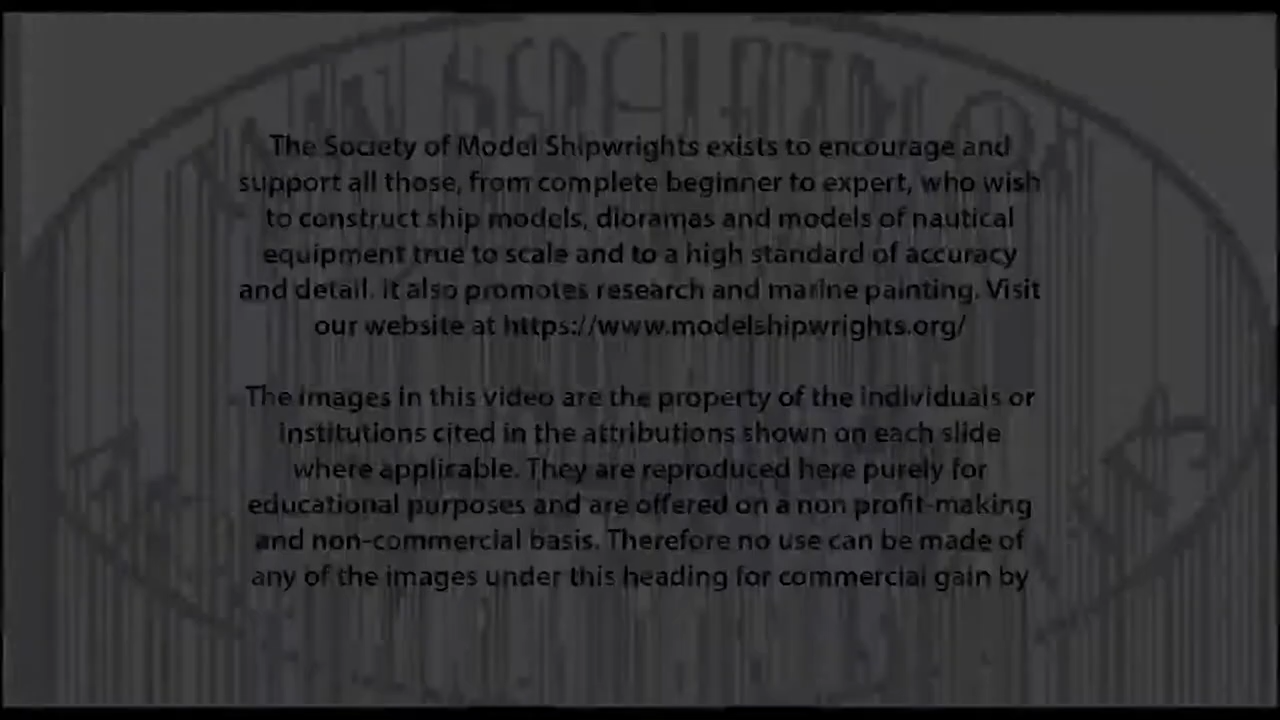 The Society of Model Shipwrights exists to encourage and
support all those, from complete beginner to expert, who wish
to construct ship models, dioramas and models of nautical
equipment true to scale and to a high standard of accuracy
and detail. It also promotes research and marine painting. Visit
our website at https://www.modelshipwrights.org/
The images in this video are the property of the individuals or
institutions cited in the attributions shown on each slide
where applicable. They are reproduced here purely for
educational purposes and are offered on a non profit-making
and non-commercial basis. Therefore no use can be made of
any of the images under this heading for commercial gain by